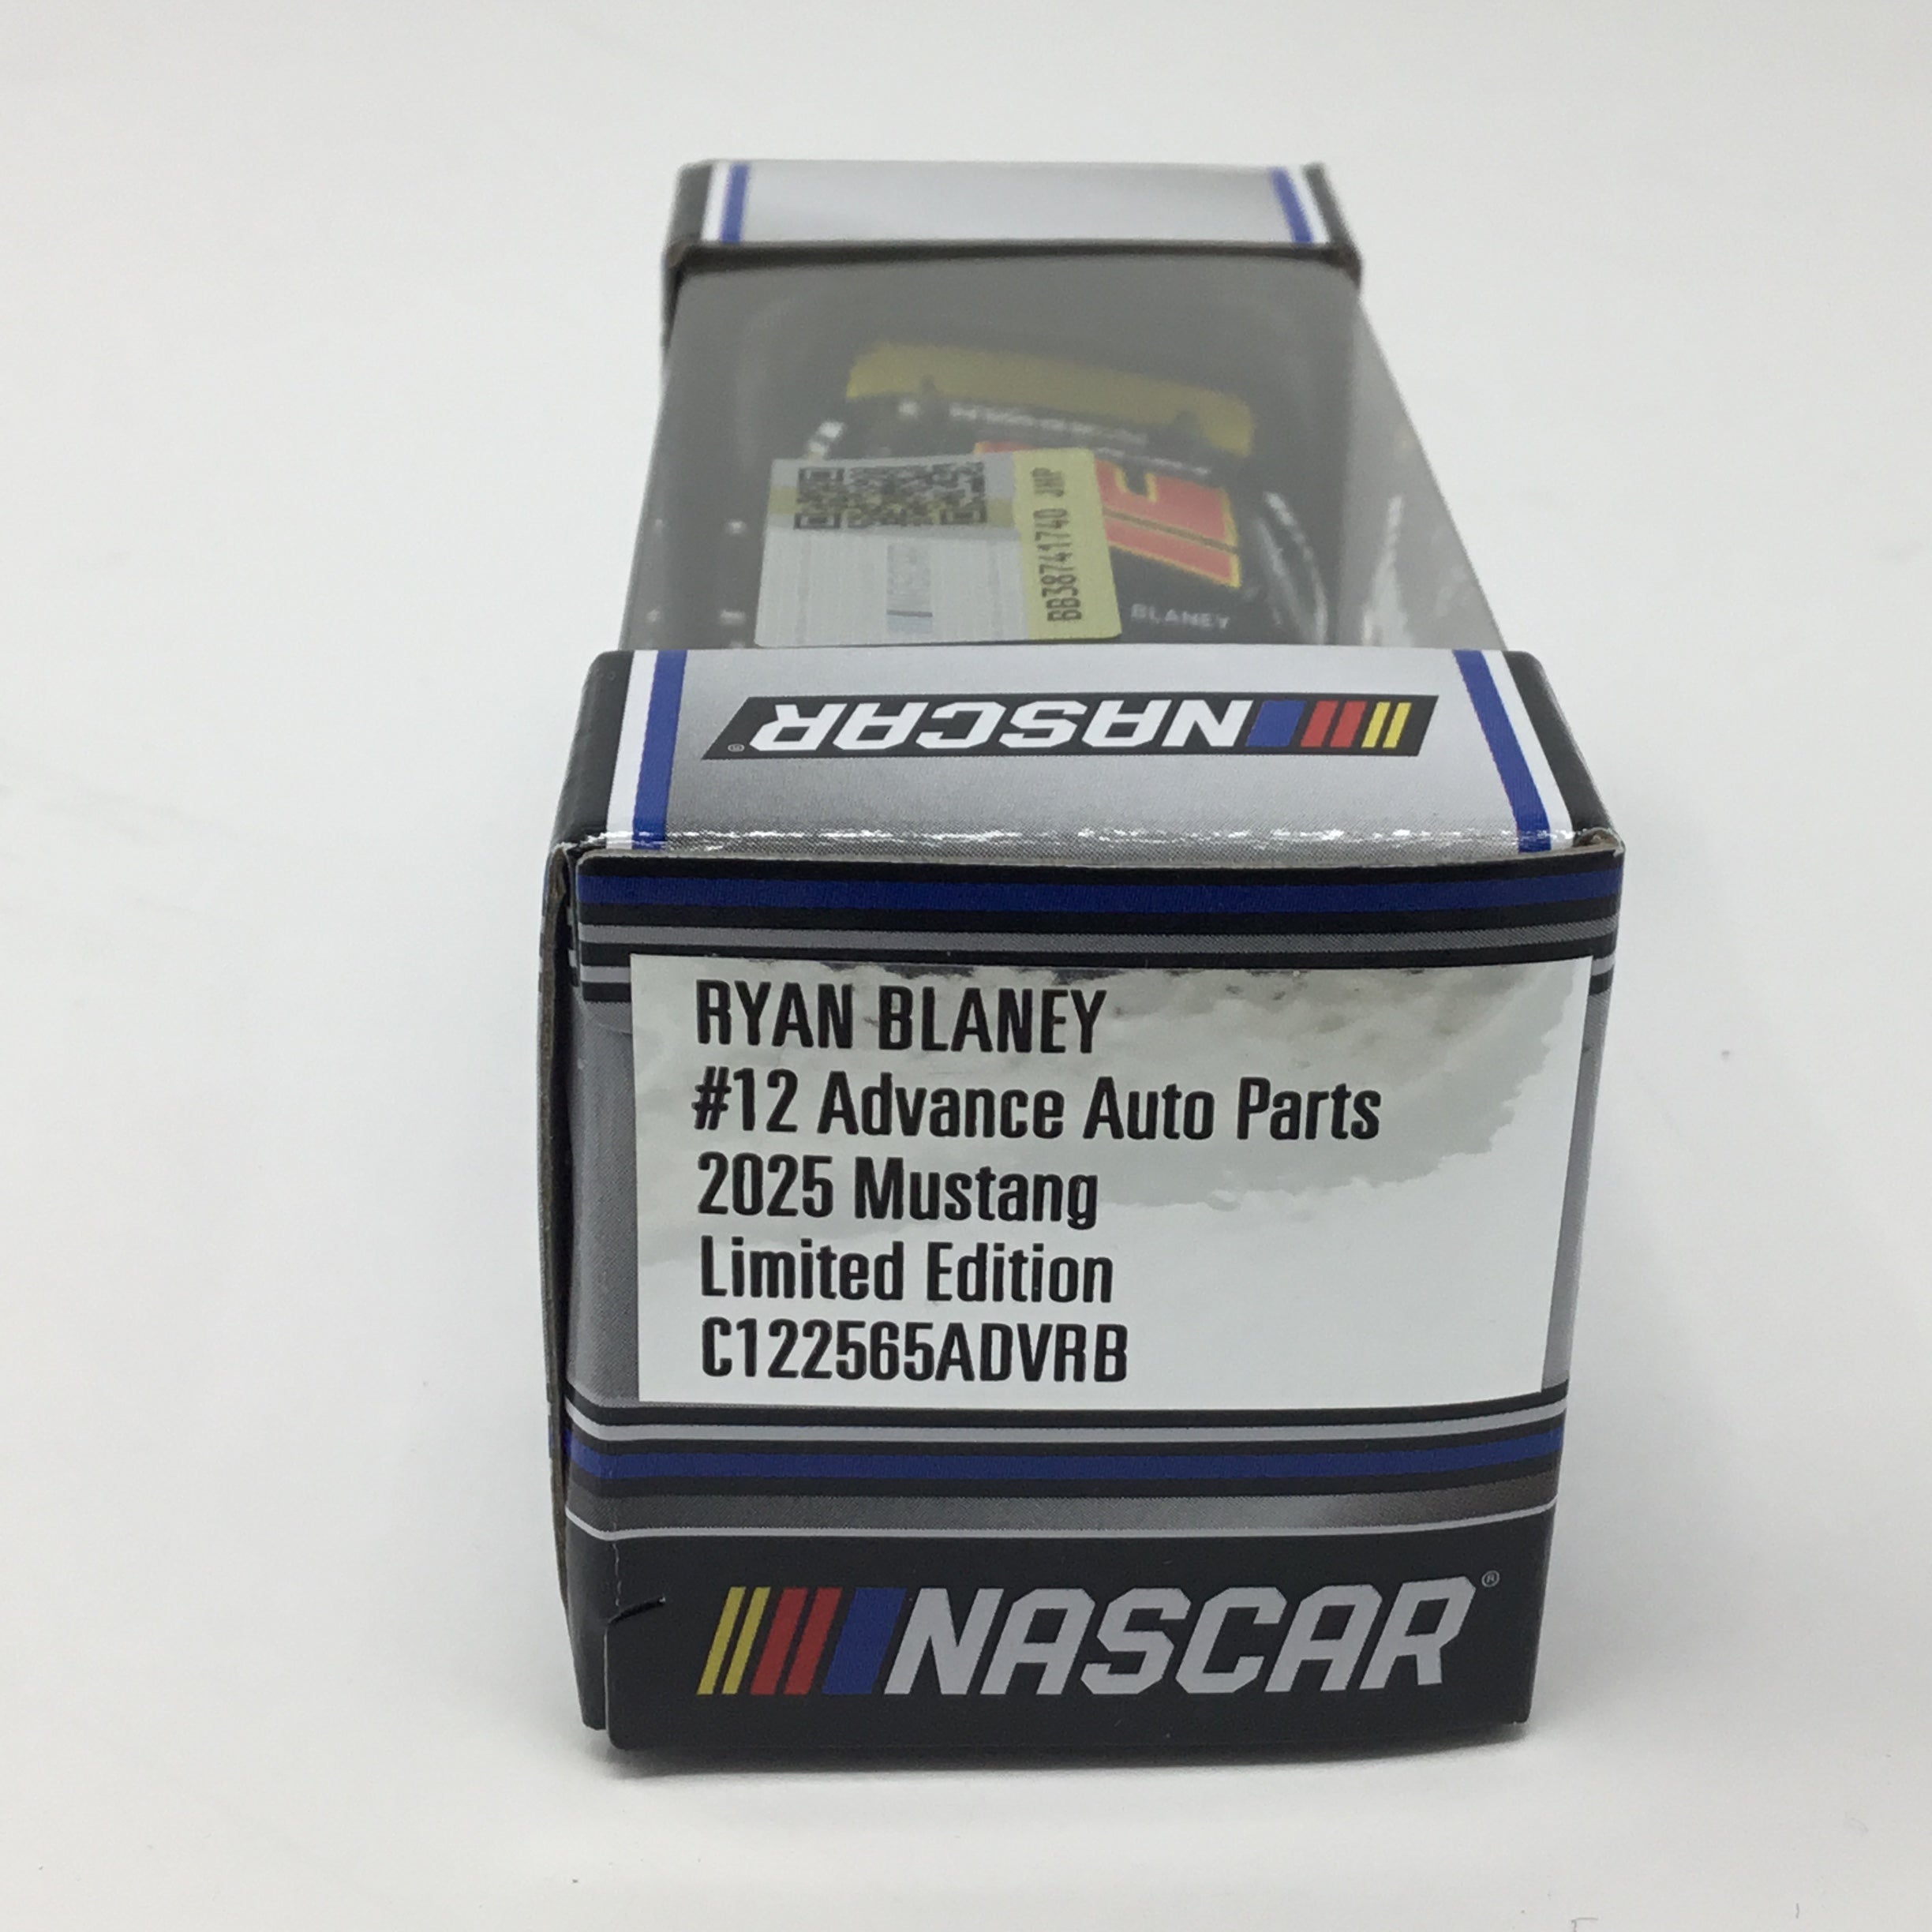 BB38741740 JHP
BLANEY
NASCAR®
RYAN BLANEY
#12 Advance Auto Parts
2025 Mustang
Limited Edition
C122565ADVRB
NASCAR®